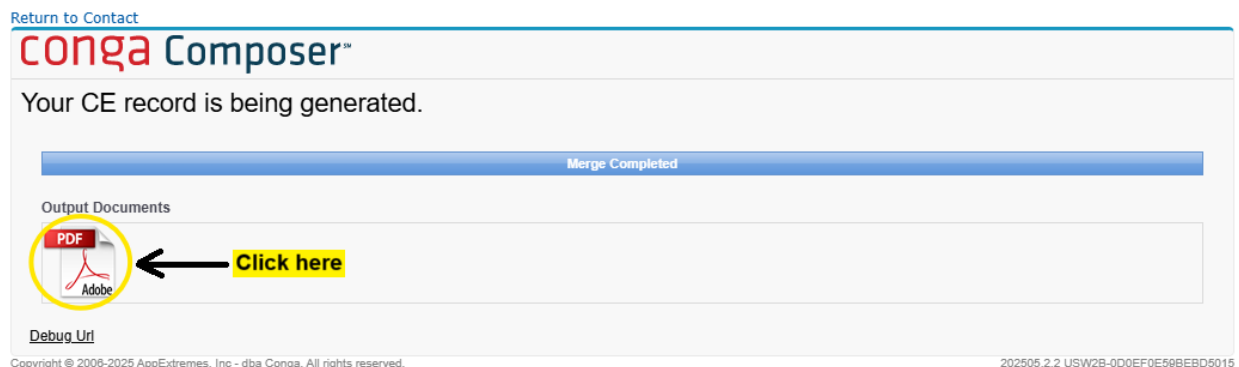 Return to Contact
conga Composer℠
Your CE record is being generated.
Merge Completed
Output Documents
PDF
Adobe
Click here
Debug Url
Copyright © 2006-2025 AppExtremes, Inc - dba Conga. All rights reserved.
202505.2.2 USW2B-0D0EF0E59BEBD5015